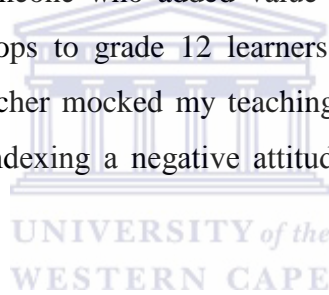 meone who added value
ops to grade 12 learners
cher mocked my teaching
ndexing a negative attitud
UNIVERSITY of the
WESTERN CAPE